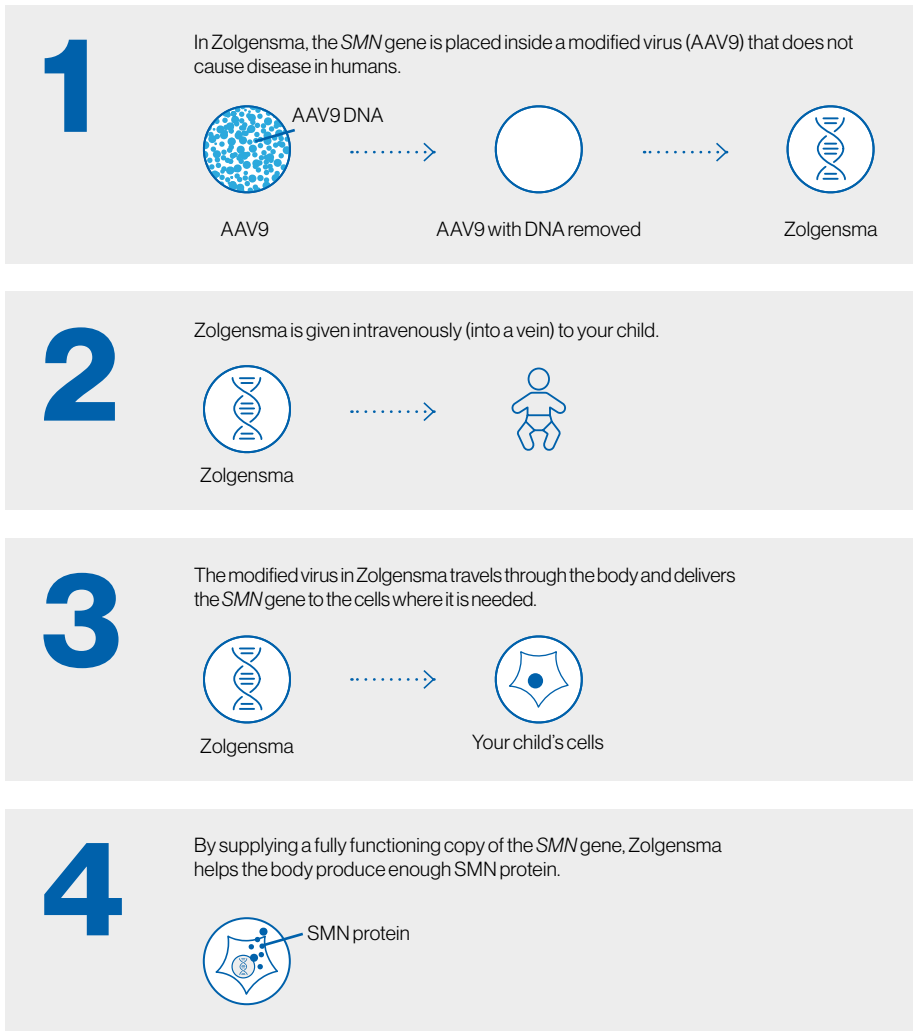 1
In Zolgensma, the SMN gene is placed inside a modified virus (AAV9) that does not
cause disease in humans.
AAV9 DNA
AAV9
AAV9 with DNA removed
Zolgensma
2
Zolgensma is given intravenously (into a vein) to your child.
Zolgensma
3
The modified virus in Zolgensma travels through the body and delivers
the SMN gene to the cells where it is needed.
Zolgensma
Your child's cells
4
By supplying a fully functioning copy of the SMN gene, Zolgensma
helps the body produce enough SMN protein.
SMN protein